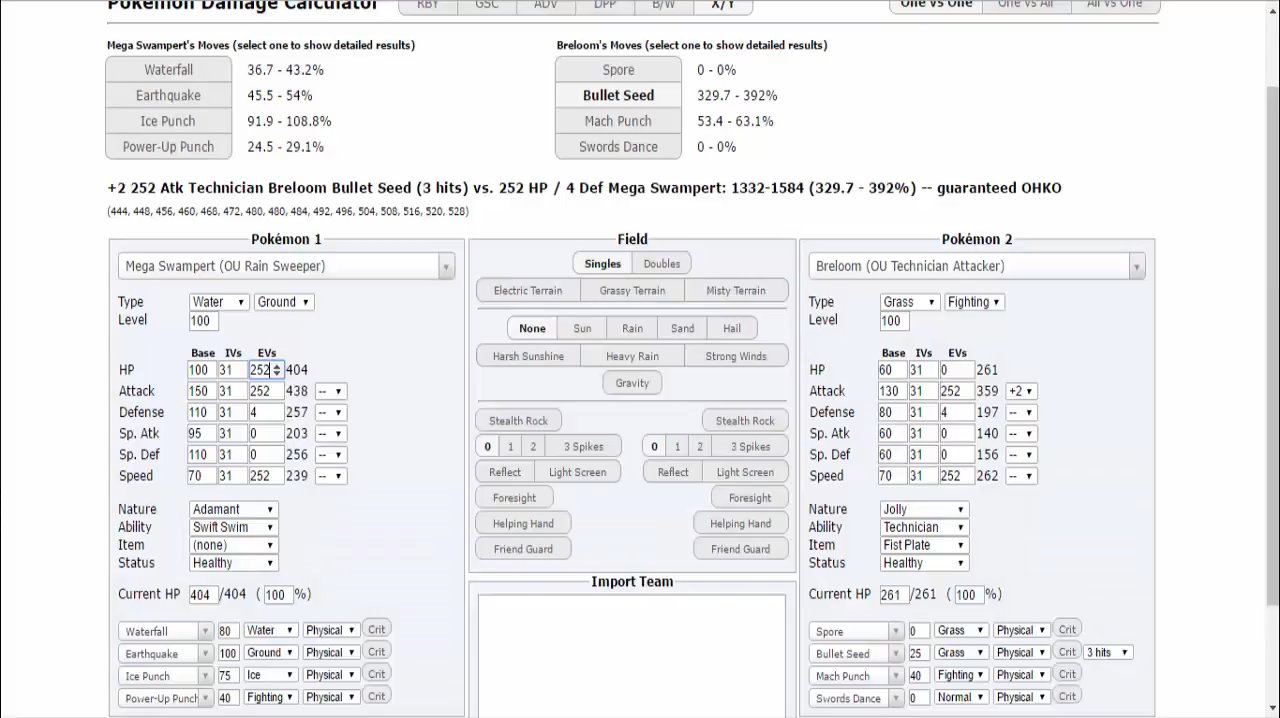 Pokémon Damage Calculator RBY GSC ADV DPP B/W X/Y One vs One One vs All All vs One
Mega Swampert's Moves (select one to show detailed results)
Waterfall 36.7 - 43.2%
Earthquake 45.5 - 54%
Ice Punch 91.9 - 108.8%
Power-Up Punch 24.5 - 29.1%
Breloom's Moves (select one to show detailed results)
Spore 0 - 0%
Bullet Seed 329.7 - 392%
Mach Punch 53.4 - 63.1%
Swords Dance 0 - 0%
+2 252 Atk Technician Breloom Bullet Seed (3 hits) vs. 252 HP / 4 Def Mega Swampert: 1332-1584 (329.7 - 392%) -- guaranteed OHKO
(444, 448, 456, 460, 468, 472, 480, 480, 484, 492, 496, 504, 508, 516, 520, 528)
Pokémon 1
Mega Swampert (OU Rain Sweeper)
Type Water Ground
Level 100
Base IVs EVs
HP 100 31 252 404
Attack 150 31 252 438 --
Defense 110 31 4 257 --
Sp. Atk 95 31 0 203 --
Sp. Def 110 31 0 256 --
Speed 70 31 252 239 --
Nature Adamant
Ability Swift Swim
Item (none)
Status Healthy
Current HP 404 /404 ( 100 %)
Waterfall 80 Water Physical Crit
Earthquake 100 Ground Physical Crit
Ice Punch 75 Ice Physical Crit
Power-Up Punch 40 Fighting Physical Crit
Field
Singles Doubles
Electric Terrain Grassy Terrain Misty Terrain
None Sun Rain Sand Hail
Harsh Sunshine Heavy Rain Strong Winds
Gravity
Stealth Rock Stealth Rock
0 1 2 3 Spikes 0 1 2 3 Spikes
Reflect Light Screen Reflect Light Screen
Foresight Foresight
Helping Hand Helping Hand
Friend Guard Friend Guard
Import Team
Pokémon 2
Breloom (OU Technician Attacker)
Type Grass Fighting
Level 100
Base IVs EVs
HP 60 31 0 261
Attack 130 31 252 359 +2
Defense 80 31 4 197 --
Sp. Atk 60 31 0 140 --
Sp. Def 60 31 0 156 --
Speed 70 31 252 262 --
Nature Jolly
Ability Technician
Item Fist Plate
Status Healthy
Current HP 261 /261 ( 100 %)
Spore 0 Grass Physical Crit
Bullet Seed 25 Grass Physical Crit 3 hits
Mach Punch 40 Fighting Physical Crit
Swords Dance 0 Normal Physical Crit